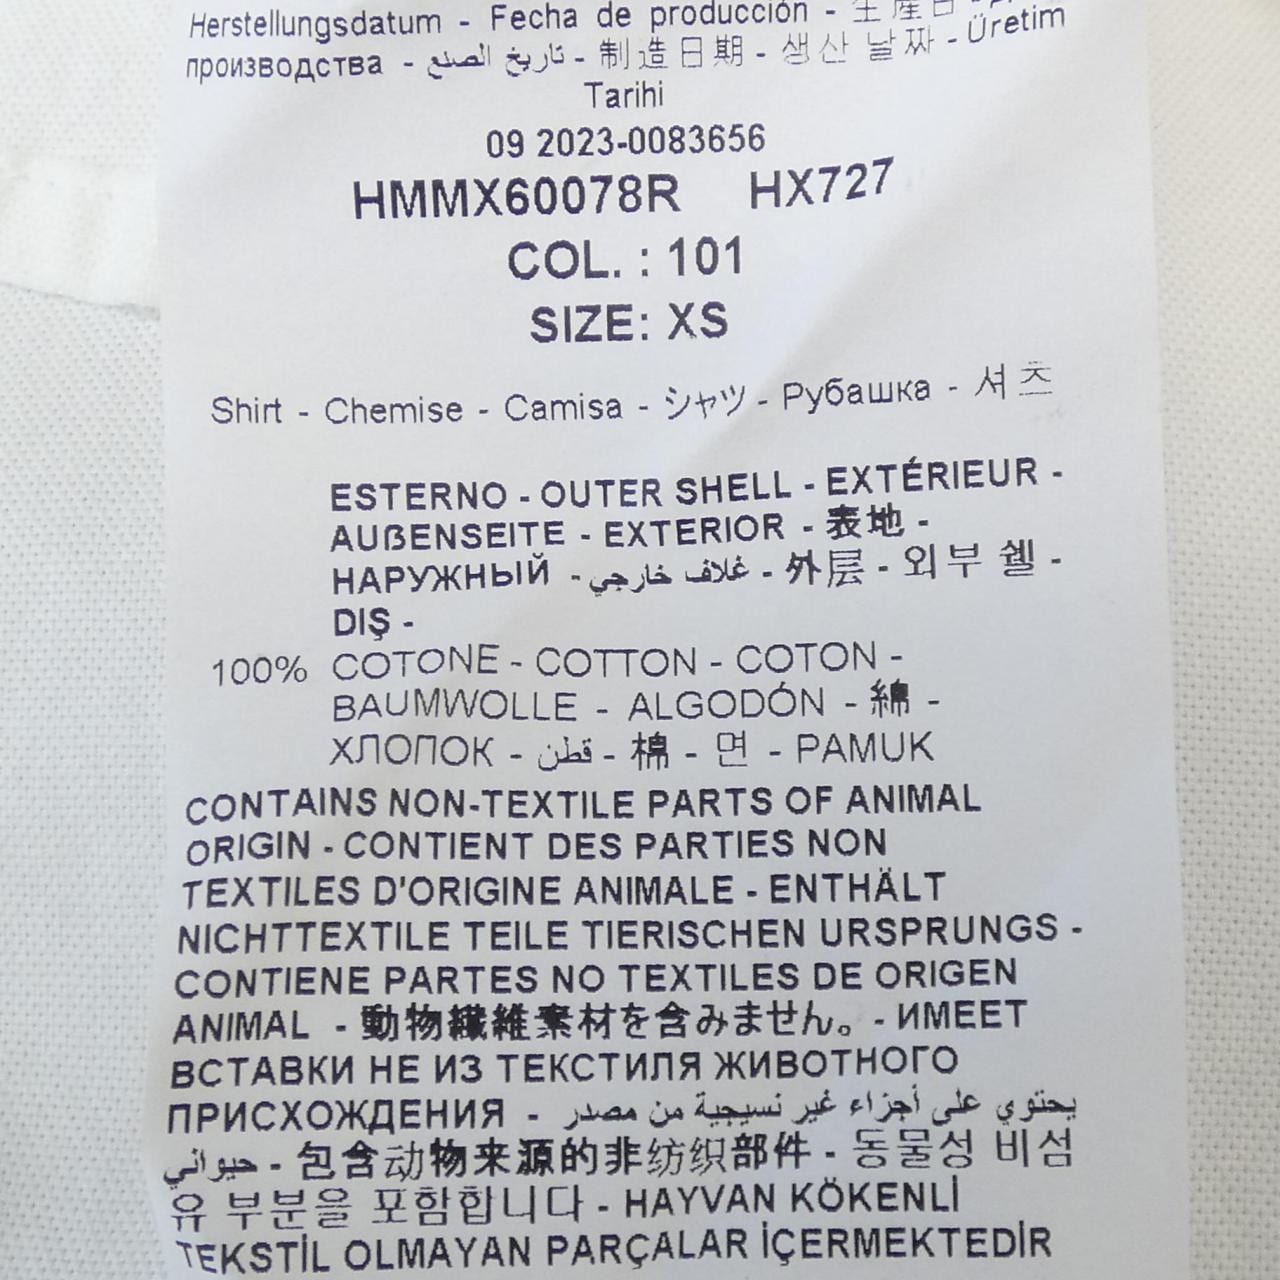 Herstellungsdatum - Fecha de producción - 生産日 -
производства - تاريخ الصنع - 制造日期 - 생산 날짜 - Üretim
Tarihi
09 2023-0083656
HMMX60078R HX727
COL. : 101
SIZE: XS
Shirt - Chemise - Camisa - シャツ - Рубашка - 셔츠
ESTERNO - OUTER SHELL - EXTÉRIEUR -
AUßENSEITE - EXTERIOR - 表地 -
НАРУЖНЫЙ - غلاف خارجي - 外层 - 외부 쉘 -
DIŞ -
100% COTONE - COTTON - COTON -
BAUMWOLLE - ALGODÓN - 綿 -
ХЛОПОК - قطن - 棉 - 면 - PAMUK
CONTAINS NON-TEXTILE PARTS OF ANIMAL
ORIGIN - CONTIENT DES PARTIES NON
TEXTILES D'ORIGINE ANIMALE - ENTHÄLT
NICHTTEXTILE TEILE TIERISCHEN URSPRUNGS -
CONTIENE PARTES NO TEXTILES DE ORIGEN
ANIMAL - 動物繊維素材を含みません。 - ИМЕЕТ
ВСТАВКИ НЕ ИЗ ТЕКСТИЛЯ ЖИВОТНОГО
ПРИСХОЖДЕНИЯ - يحتوي على أجزاء غير نسيجية من مصدر
حيواني - 包含动物来源的非纺织部件 - 동물성 비섬
유 부분을 포함합니다 - HAYVAN KÖKENLİ
TEKSTİL OLMAYAN PARÇALAR İÇERMEKTEDİR